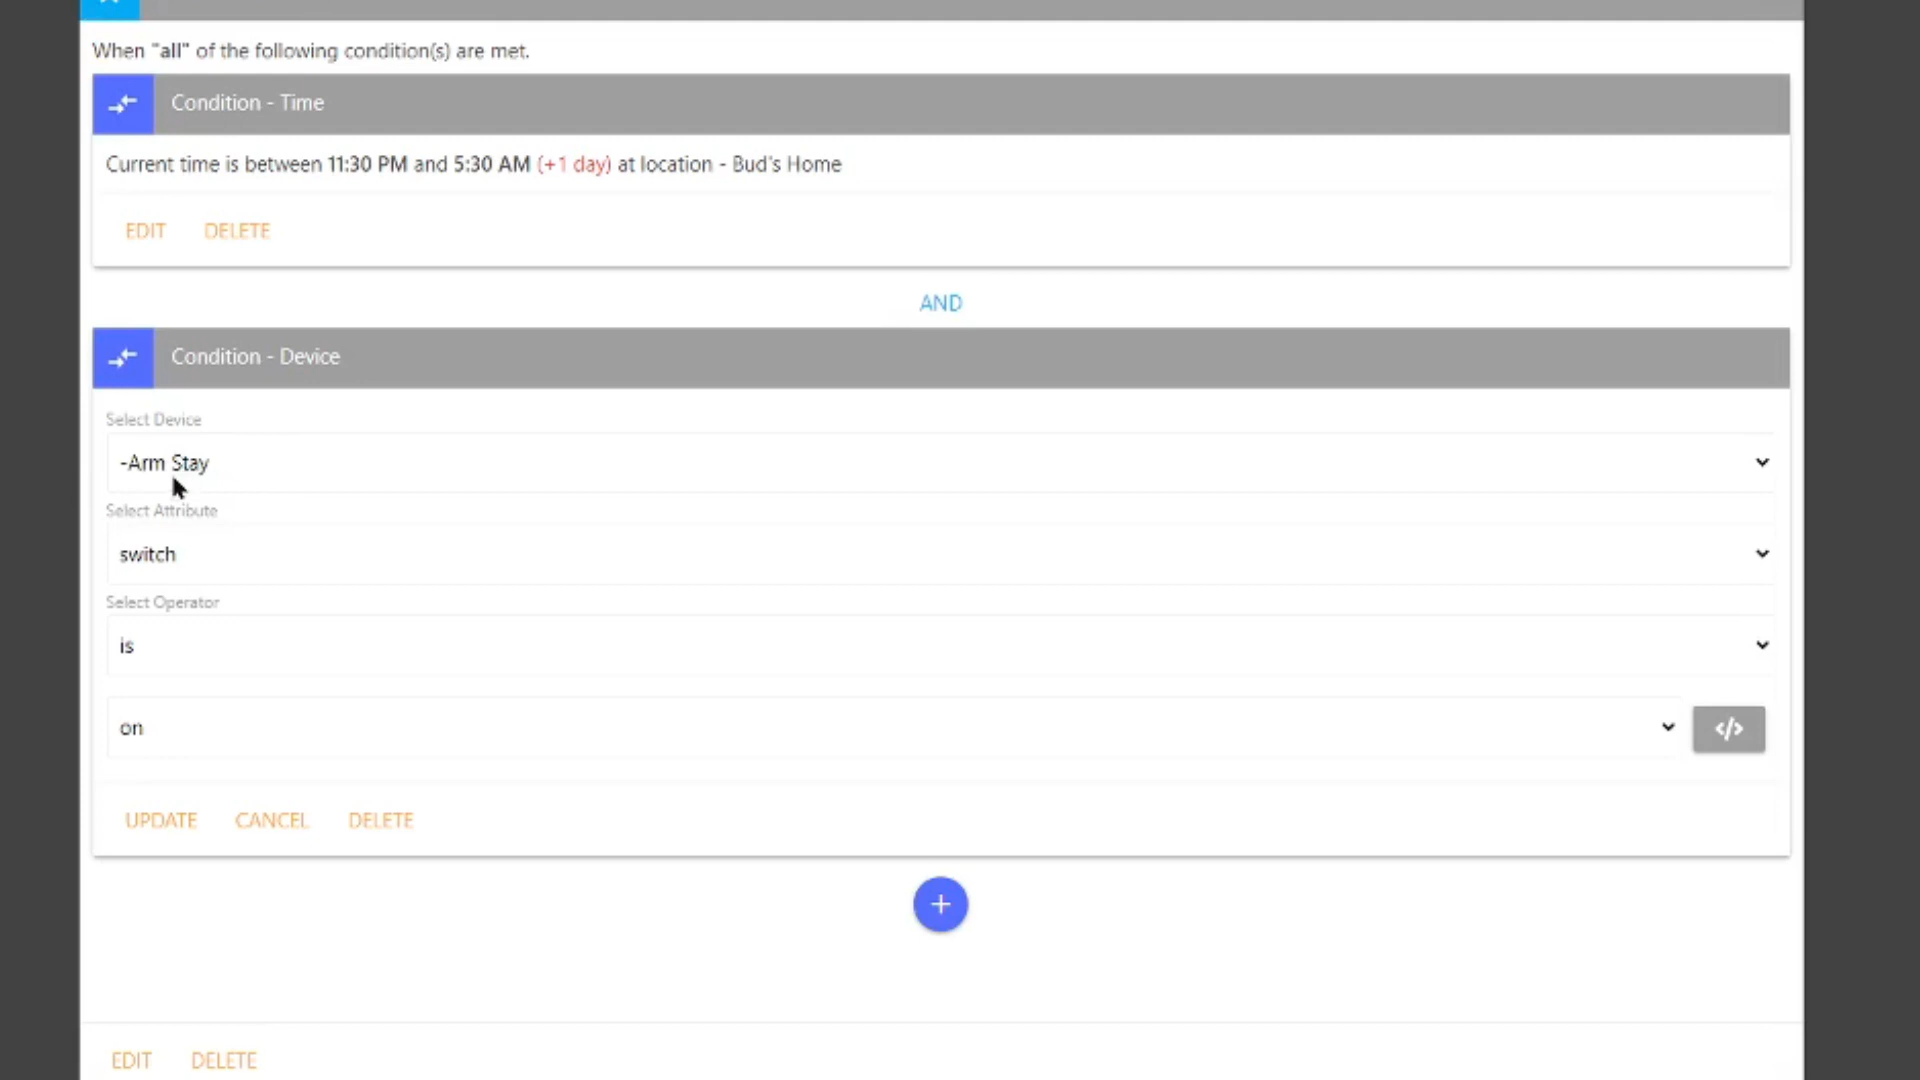 When "all" of the following condition(s) are met.
Condition - Time
Current time is between 11:30 PM and 5:30 AM (+1 day) at location - Bud's Home
EDIT DELETE
AND
Condition - Device
Select Device
-Arm Stay
Select Attribute
switch
Select Operator
is
on
</>
UPDATE CANCEL DELETE
+
EDIT DELETE